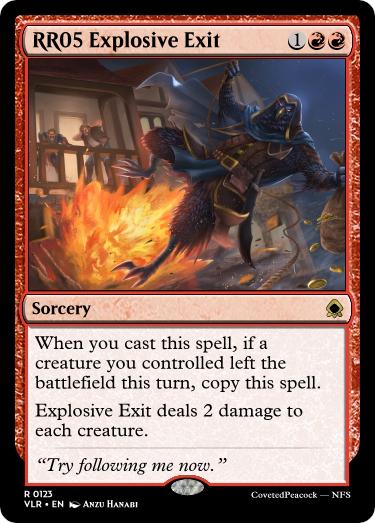 RR05 Explosive Exit 1
Sorcery
When you cast this spell, if a
creature you controlled left the
battlefield this turn, copy this spell.
Explosive Exit deals 2 damage to
each creature.
“Try following me now.”
R 0123 CovetedPeacock — NFS
VLR • EN Anzu Hanabi